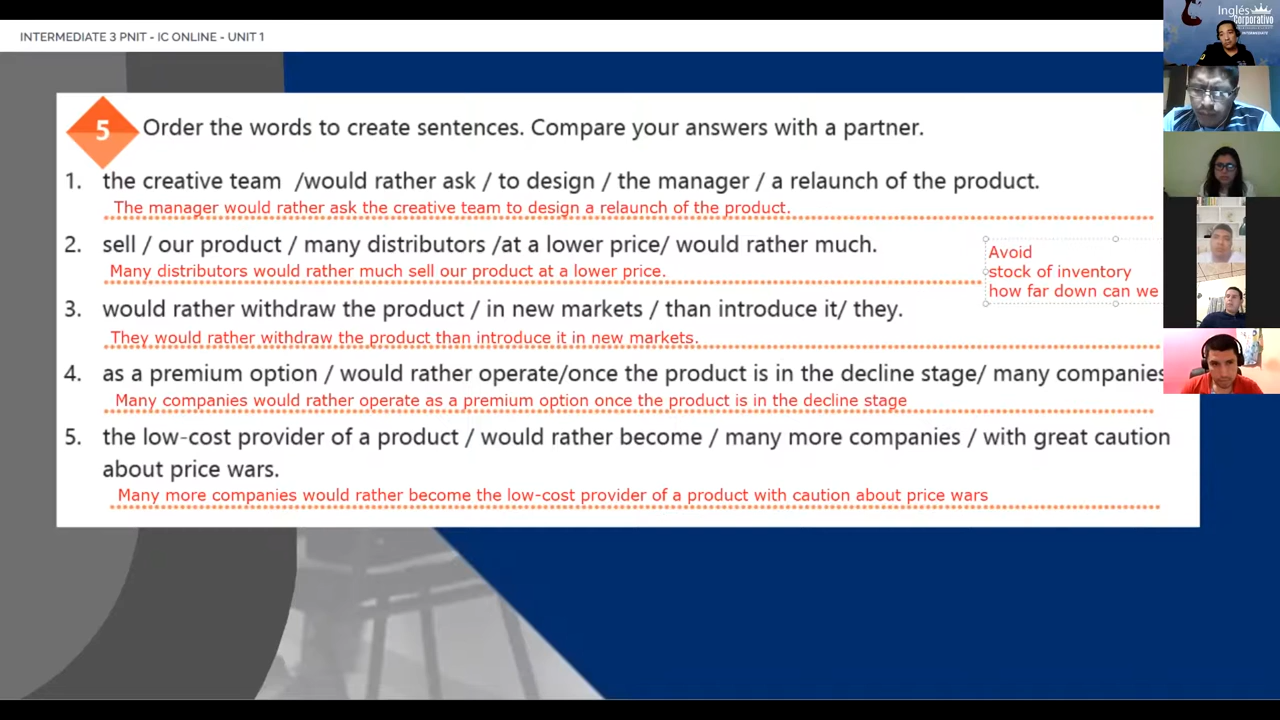 INTERMEDIATE 3 PNIT - IC ONLINE - UNIT 1
Inglés
Corporativo
INTERMEDIATE
5
Order the words to create sentences. Compare your answers with a partner.
1. the creative team /would rather ask / to design / the manager / a relaunch of the product.
The manager would rather ask the creative team to design a relaunch of the product.
2. sell / our product / many distributors /at a lower price/ would rather much.
Many distributors would rather much sell our product at a lower price.
Avoid
stock of inventory
how far down can we
3. would rather withdraw the product / in new markets / than introduce it/ they.
They would rather withdraw the product than introduce it in new markets.
4. as a premium option / would rather operate/once the product is in the decline stage/ many companies
Many companies would rather operate as a premium option once the product is in the decline stage
5. the low-cost provider of a product / would rather become / many more companies / with great caution
about price wars.
Many more companies would rather become the low-cost provider of a product with caution about price wars